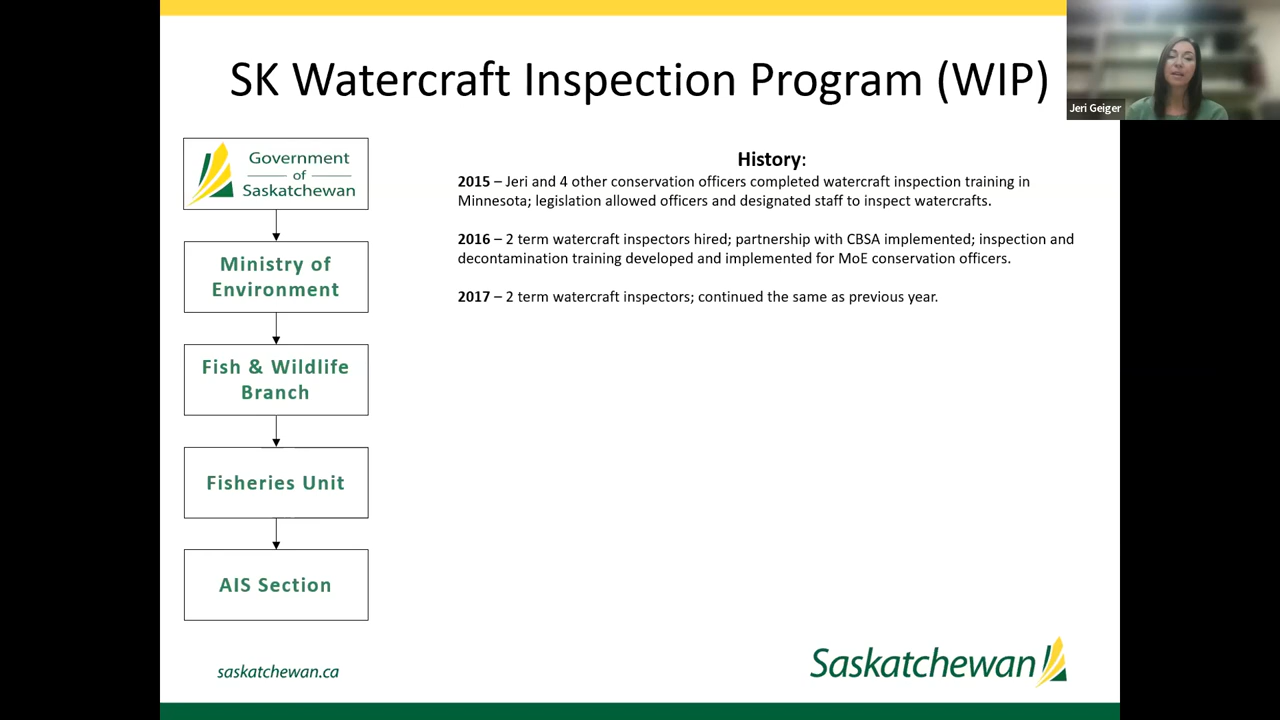 SK Watercraft Inspection Program (WIP)
Jeri Geiger
Government
of
Saskatchewan
Ministry of
Environment
Fish & Wildlife
Branch
Fisheries Unit
AIS Section
History:
2015 – Jeri and 4 other conservation officers completed watercraft inspection training in
Minnesota; legislation allowed officers and designated staff to inspect watercrafts.
2016 – 2 term watercraft inspectors hired; partnership with CBSA implemented; inspection and
decontamination training developed and implemented for MoE conservation officers.
2017 – 2 term watercraft inspectors; continued the same as previous year.
saskatchewan.ca
Saskatchewan